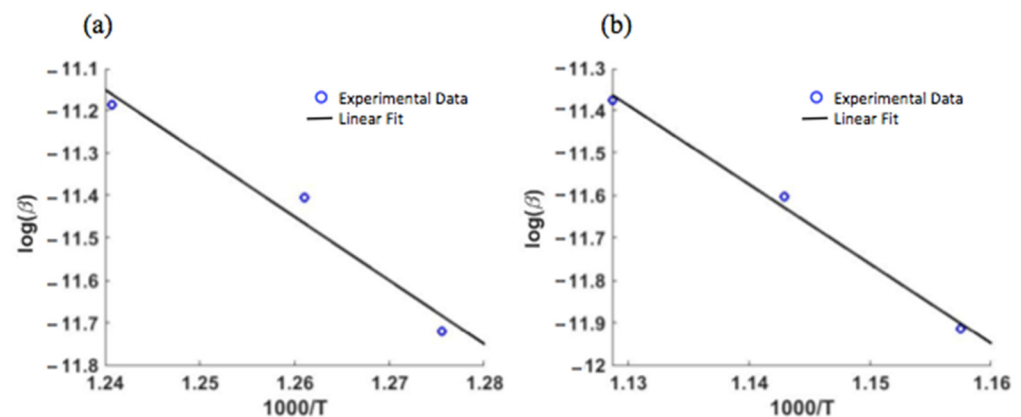 (a)
−11.1
−11.2
−11.3
−11.4
−11.5
−11.6
−11.7
−11.8
log(β)
Experimental Data
Linear Fit
1.24
1.25
1.26
1.27
1.28
1000/T
(b)
−11.3
−11.4
−11.5
−11.6
−11.7
−11.8
−11.9
−12
log(β)
Experimental Data
Linear Fit
1.13
1.14
1.15
1.16
1000/T